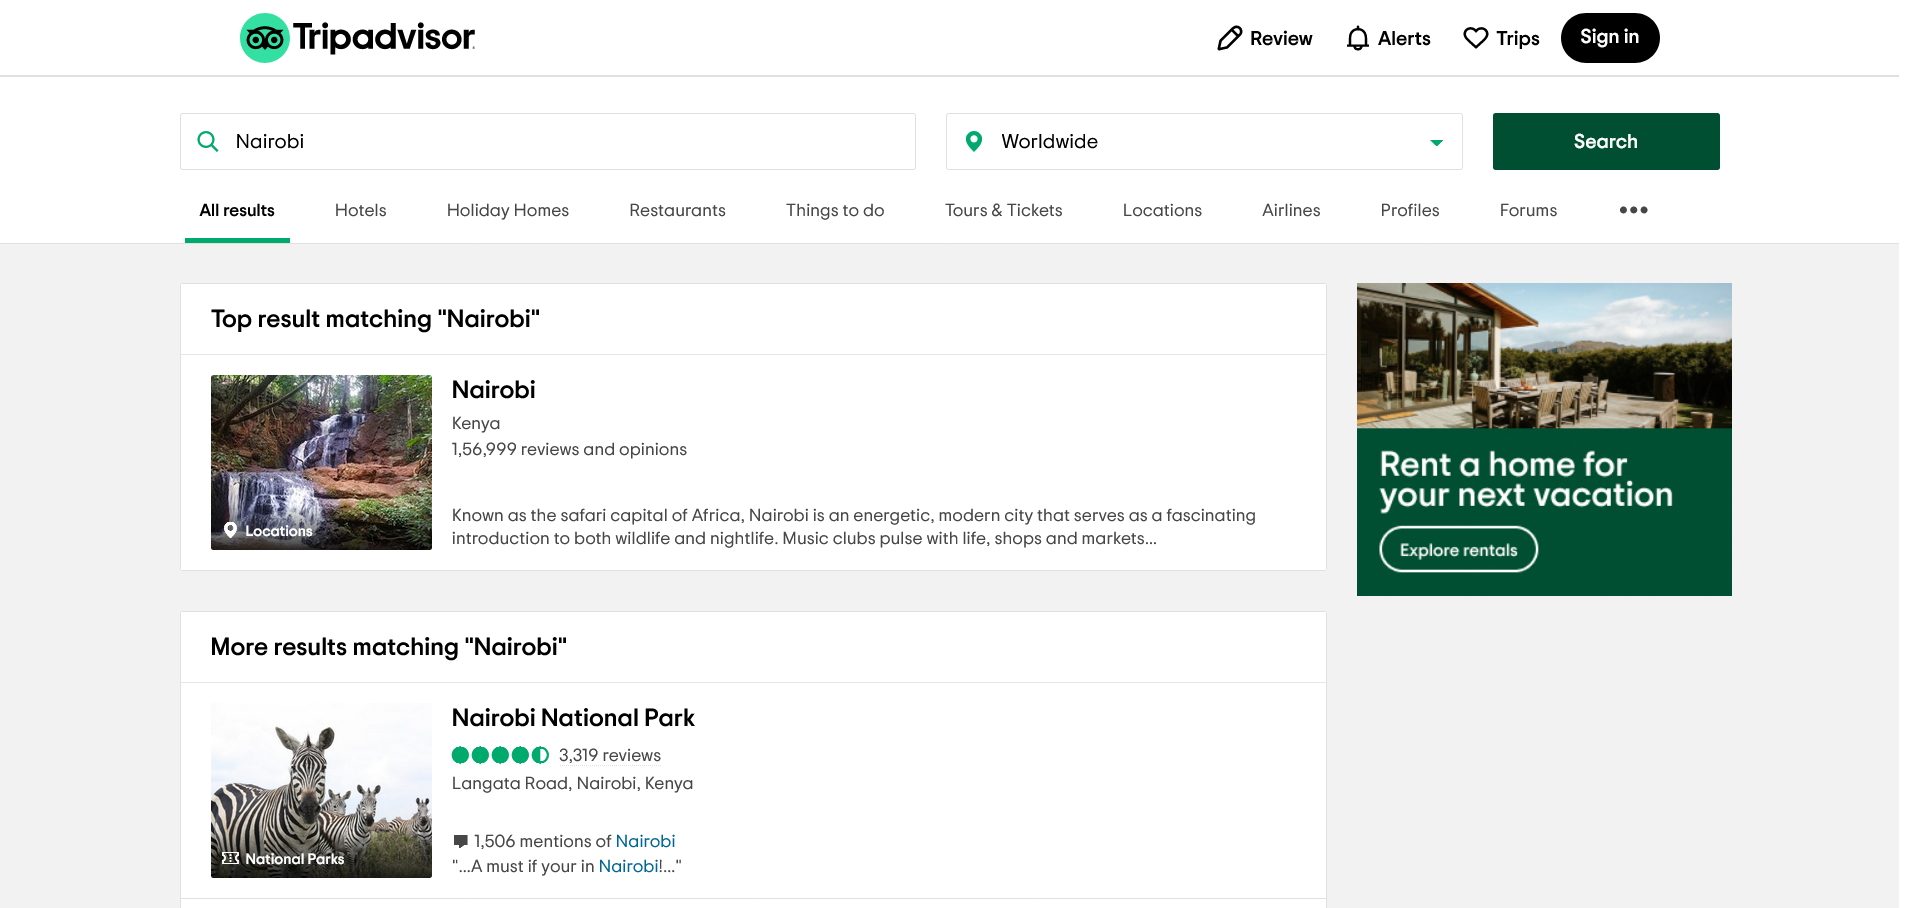 Tripadvisor
Review
Alerts
Trips
Sign in
Nairobi
Worldwide
Search
All results
Hotels
Holiday Homes
Restaurants
Things to do
Tours & Tickets
Locations
Airlines
Profiles
Forums
Top result matching "Nairobi"
Locations
Nairobi
Kenya
1,56,999 reviews and opinions
Known as the safari capital of Africa, Nairobi is an energetic, modern city that serves as a fascinating
introduction to both wildlife and nightlife. Music clubs pulse with life, shops and markets...
Rent a home for
your next vacation
Explore rentals
More results matching "Nairobi"
National Parks
Nairobi National Park
3,319 reviews
Langata Road, Nairobi, Kenya
1,506 mentions of Nairobi
"...A must if your in Nairobi!..."